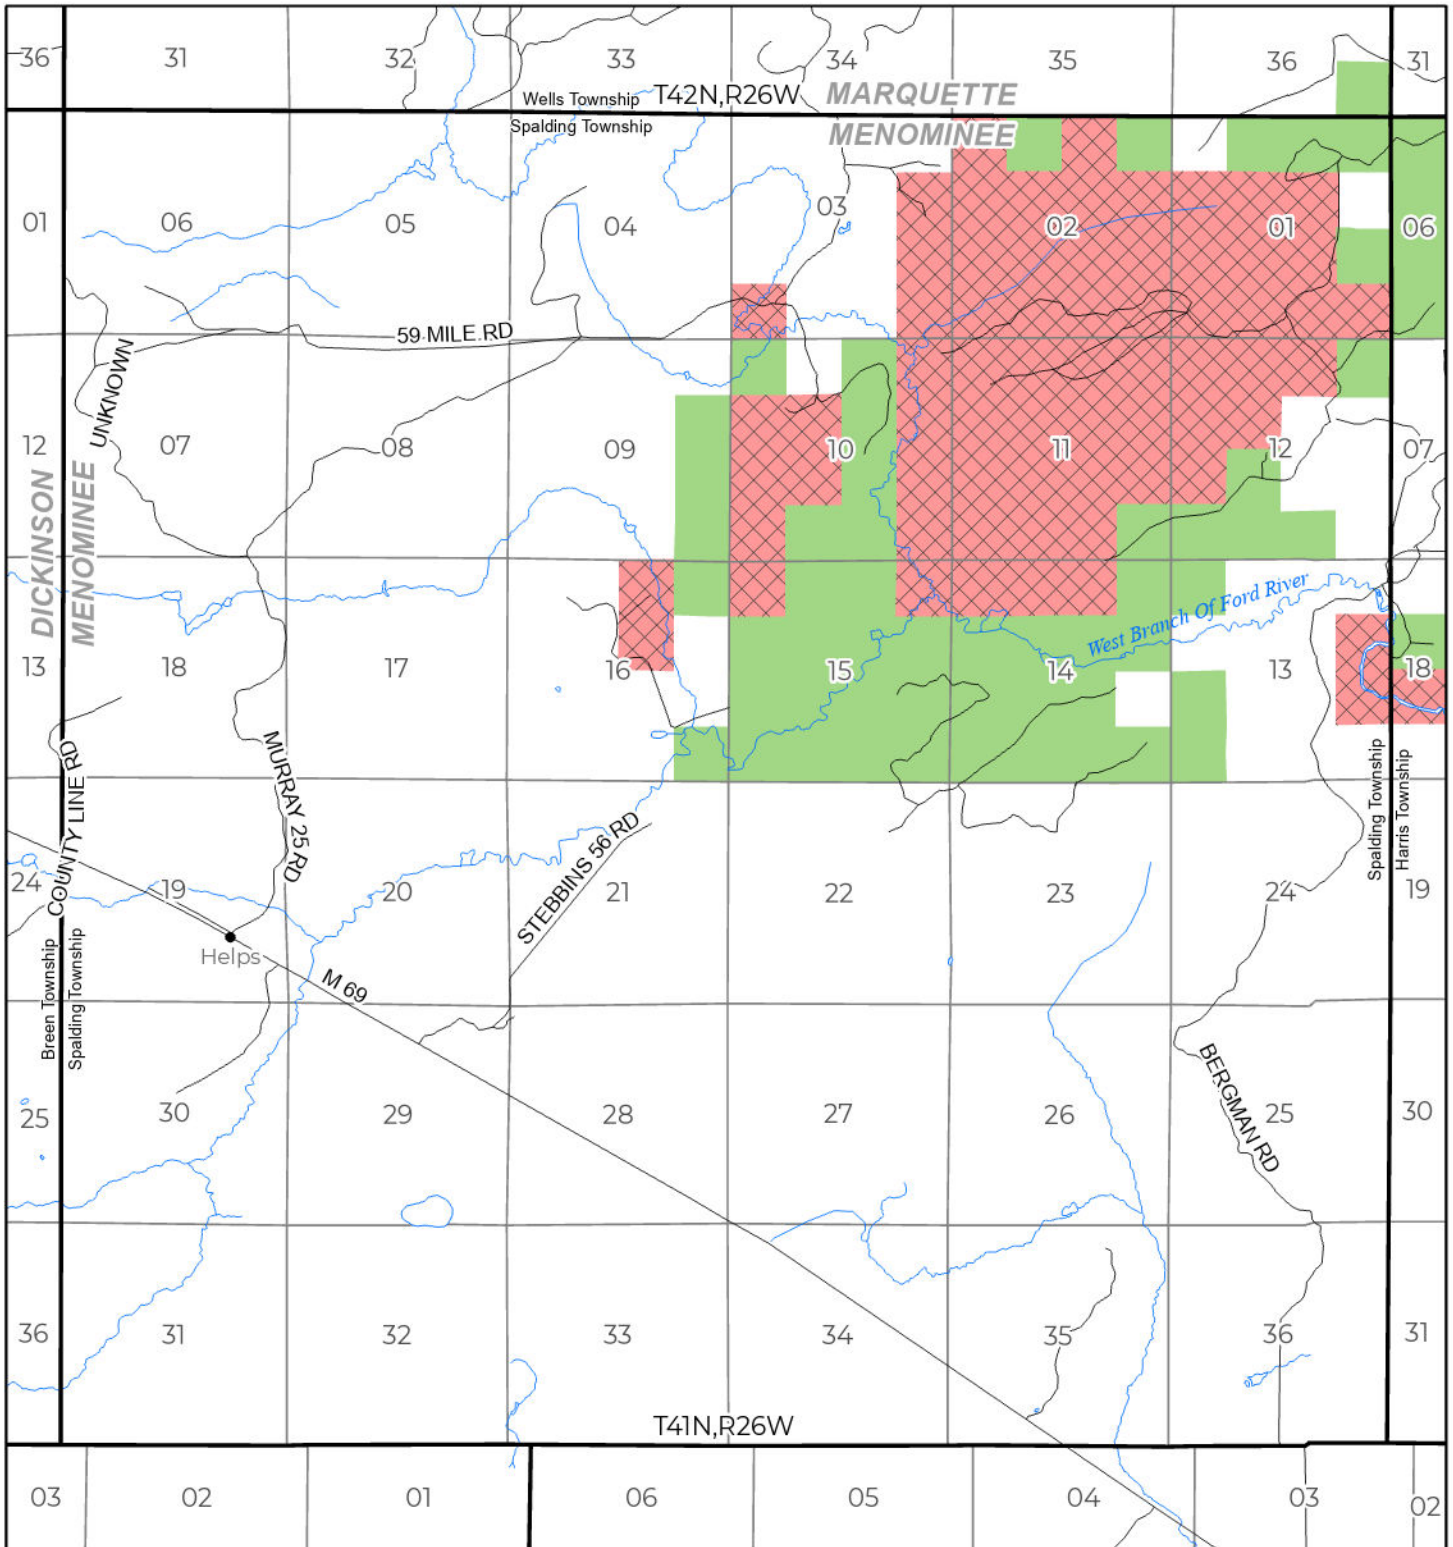 36 31 32 33 34 35 36 31
Wells Township T42N,R26W MARQUETTE
Spalding Township MENOMINEE
01 06 05 04 03 02 01 06
59 MILE RD
UNKNOWN
12 07 08 09 10 11 12 07
DICKINSON
MENOMINEE
West Branch Of Ford River
13 18 17 16 15 14 13 18
COUNTY LINE RD
MURRAY 25 RD
STEBBINS 56 RD
Spalding Township
Harris Township
24 19 20 21 22 23 24 19
Helps
M 69
Breen Township
Spalding Township
BERGMAN RD
25 30 29 28 27 26 25 30
36 31 32 33 34 35 36 31
T41N,R26W
03 02 01 06 05 04 03 02